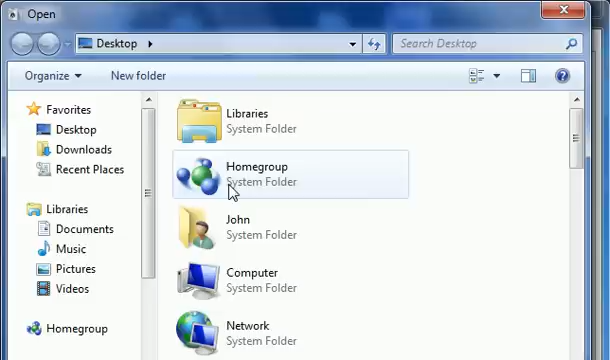 Open
Desktop
Search Desktop
Organize
New folder
Favorites
Desktop
Downloads
Recent Places
Libraries
Documents
Music
Pictures
Videos
Homegroup
Libraries
System Folder
Homegroup
System Folder
John
System Folder
Computer
System Folder
Network
System Folder